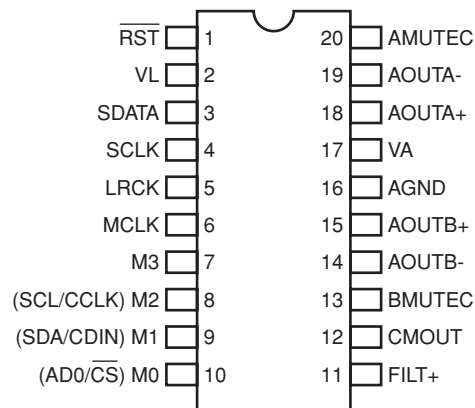 RST 1 20 AMUTEC
VL 2 19 AOUTA-
SDATA 3 18 AOUTA+
SCLK 4 17 VA
LRCK 5 16 AGND
MCLK 6 15 AOUTB+
M3 7 14 AOUTB-
(SCL/CCLK) M2 8 13 BMUTEC
(SDA/CDIN) M1 9 12 CMOUT
(AD0/CS) M0 10 11 FILT+